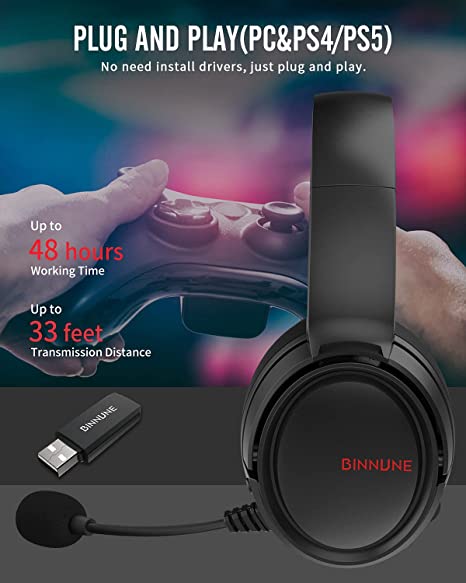 PLUG AND PLAY(PC&PS4/PS5)
No need install drivers, just plug and play.
Up to
48 hours
Working Time
Up to
33 feet
Transmission Distance
BINNUNE
BINNUNE